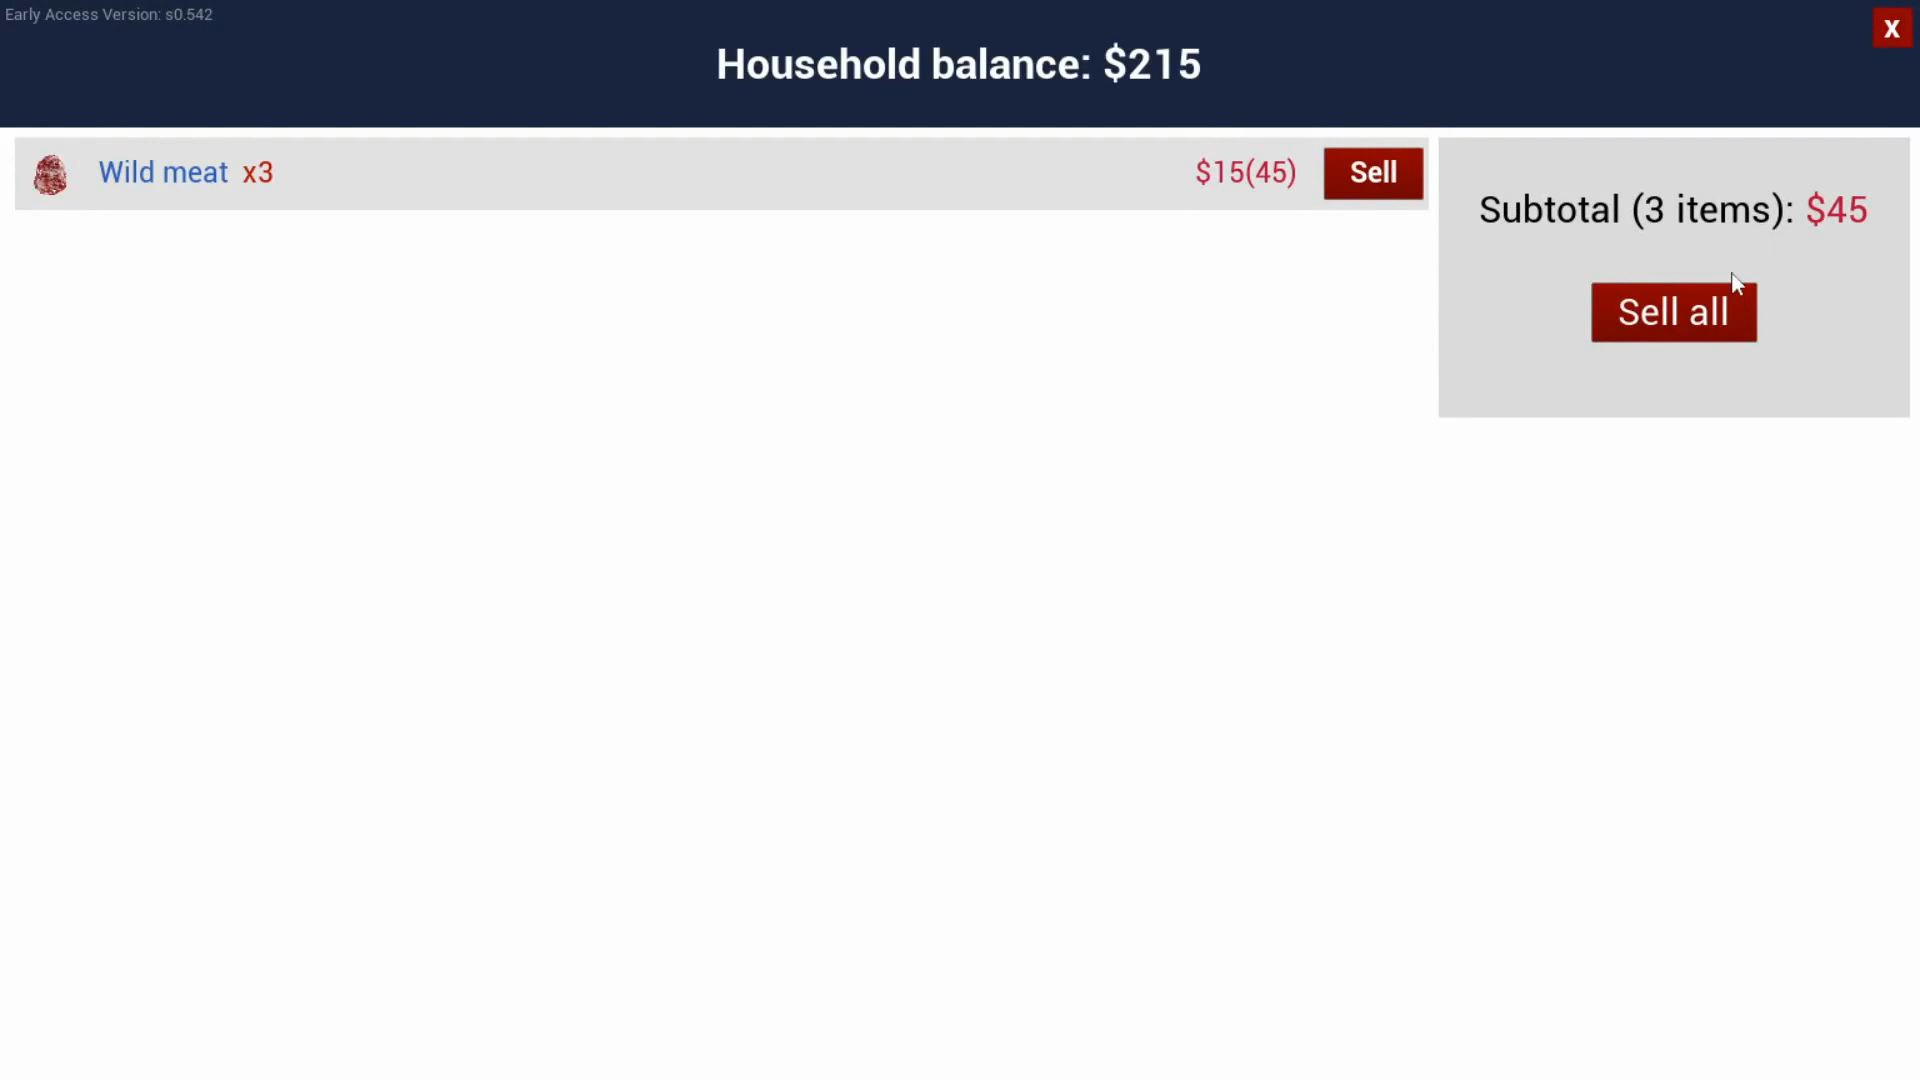 Early Access Version: s0.542
X
Household balance: $215
Wild meat x3 $15(45) Sell
Subtotal (3 items): $45
Sell all